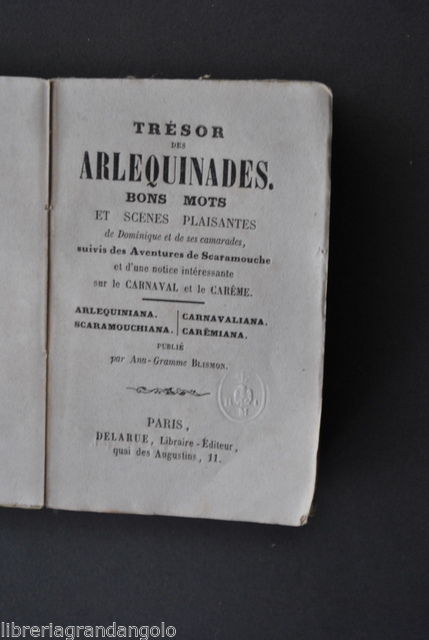 TRÉSOR
DES
ARLEQUINADES.
BONS MOTS
ET SCÈNES PLAISANTES
de Dominique et de ses camarades,
suivis des Aventures de Scaramouche
et d'une notice intéressante
sur le CARNAVAL et le CARÊME.
ARLEQUINIANA.
SCARAMOUCHIANA.
CARNAVALIANA.
CARÊMIANA.
PUBLIÉ
par Ana-Gramme BLISMON.
PARIS,
DELARUE, Libraire-Éditeur,
quai des Augustins, 11.
libreriagrandangolo